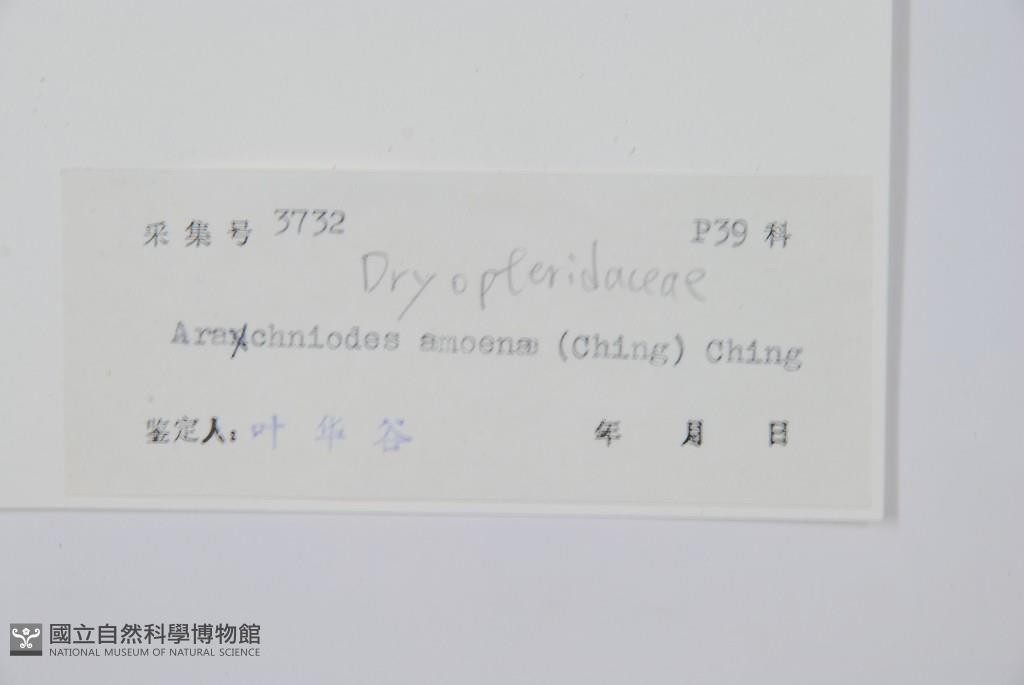 采集号 3732 P39 科
Dryopteridaceae
Arachniodes amoena (Ching) Ching
鉴定人: 叶华谷 年 月 日
國立自然科學博物館
NATIONAL MUSEUM OF NATURAL SCIENCE